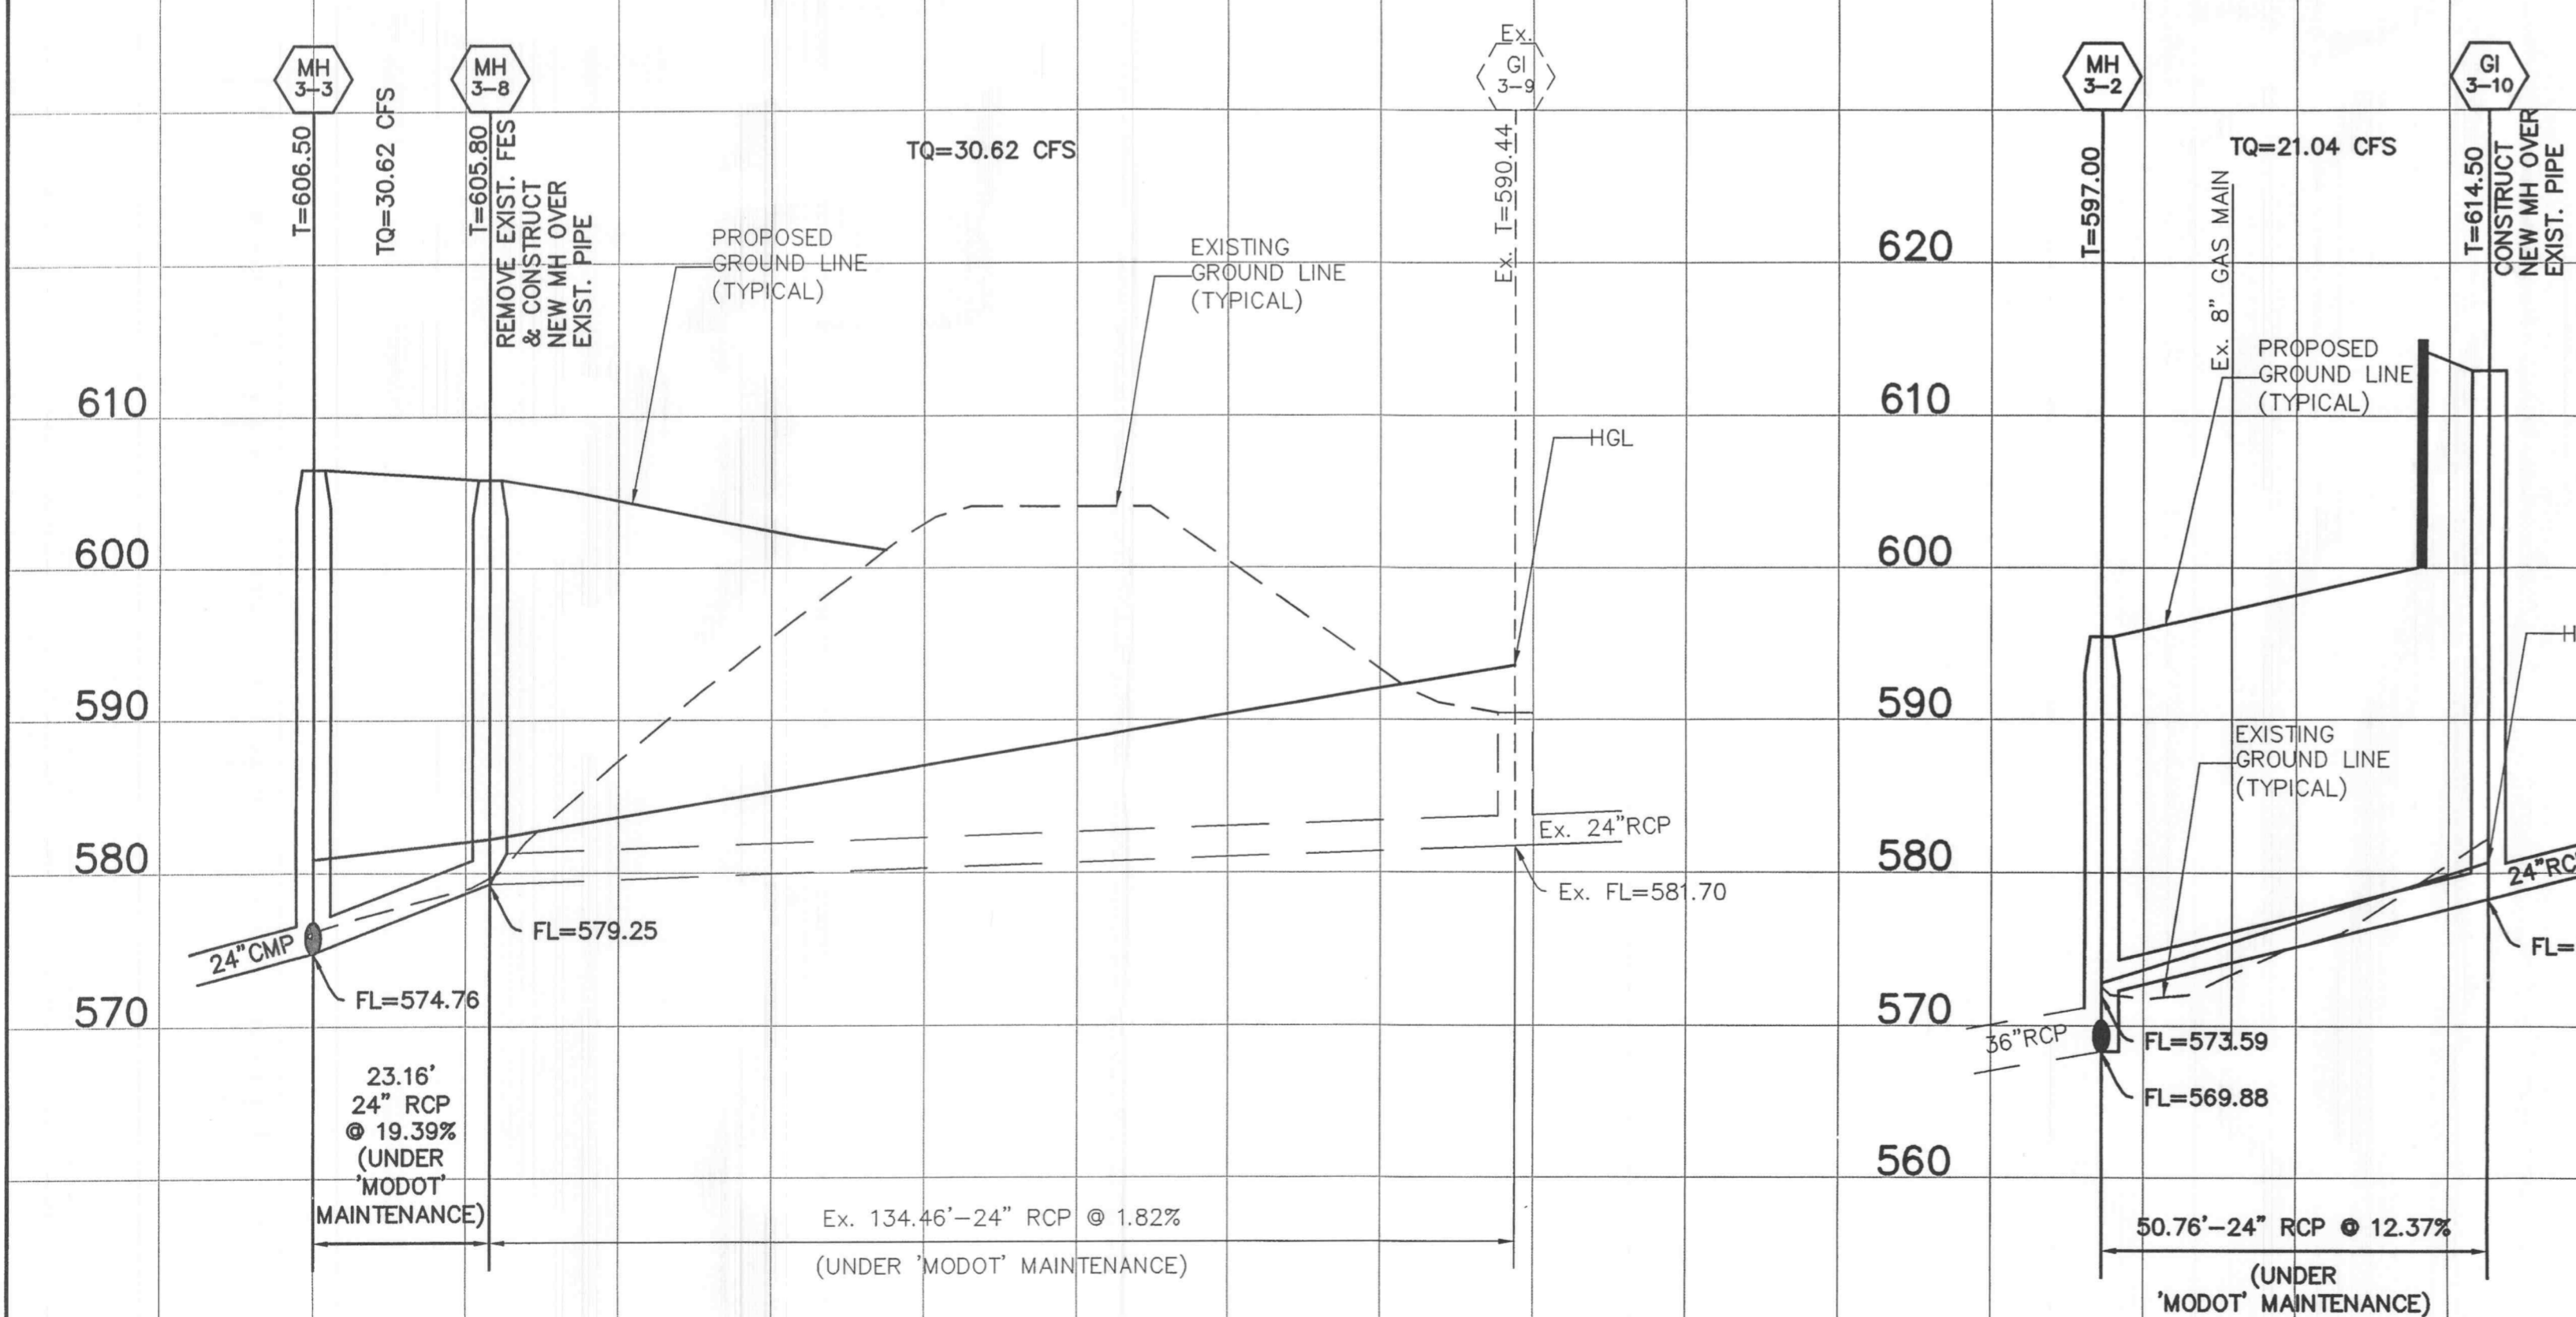 MH
3-3
T=606.50
TQ=30.62 CFS
MH
3-8
T=605.80
REMOVE EXIST. FES
& CONSTRUCT
NEW MH OVER
EXIST. PIPE
TQ=30.62 CFS
PROPOSED
GROUND LINE
(TYPICAL)
EXISTING
GROUND LINE
(TYPICAL)
Ex.
GI
3-9
Ex. T=590.44
HGL
610
600
590
580
570
24"CMP
FL=574.76
FL=579.25
Ex. 24"RCP
Ex. FL=581.70
23.16'
24" RCP
@ 19.39%
(UNDER
'MODOT'
MAINTENANCE)
Ex. 134.46'-24" RCP @ 1.82%
(UNDER 'MODOT' MAINTENANCE)
MH
3-2
T=597.00
TQ=21.04 CFS
Ex. 8" GAS MAIN
GI
3-10
T=614.50
CONSTRUCT
NEW MH OVER
EXIST. PIPE
PROPOSED
GROUND LINE
(TYPICAL)
620
610
600
590
580
570
560
EXISTING
GROUND LINE
(TYPICAL)
24"RC
FL=
36"RCP
FL=573.59
FL=569.88
50.76'-24" RCP @ 12.37%
(UNDER
'MODOT' MAINTENANCE)